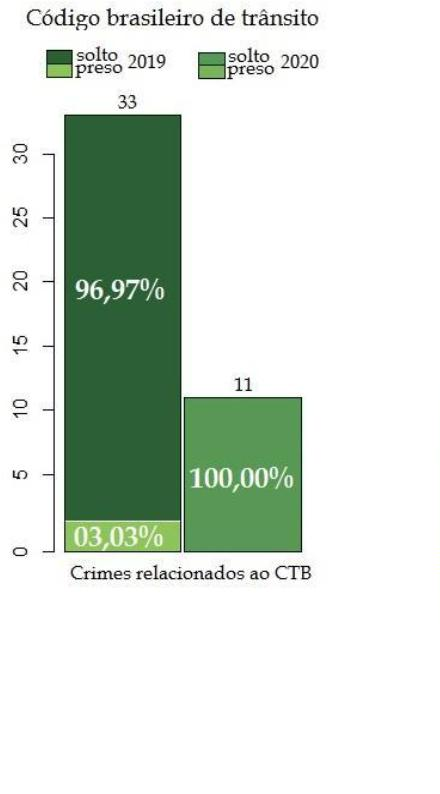 Código brasileiro de trânsito
solto
preso 2019
solto
preso 2020
33
30
25
20
15
10
5
0
96,97%
03,03%
11
100,00%
Crimes relacionados ao CTB